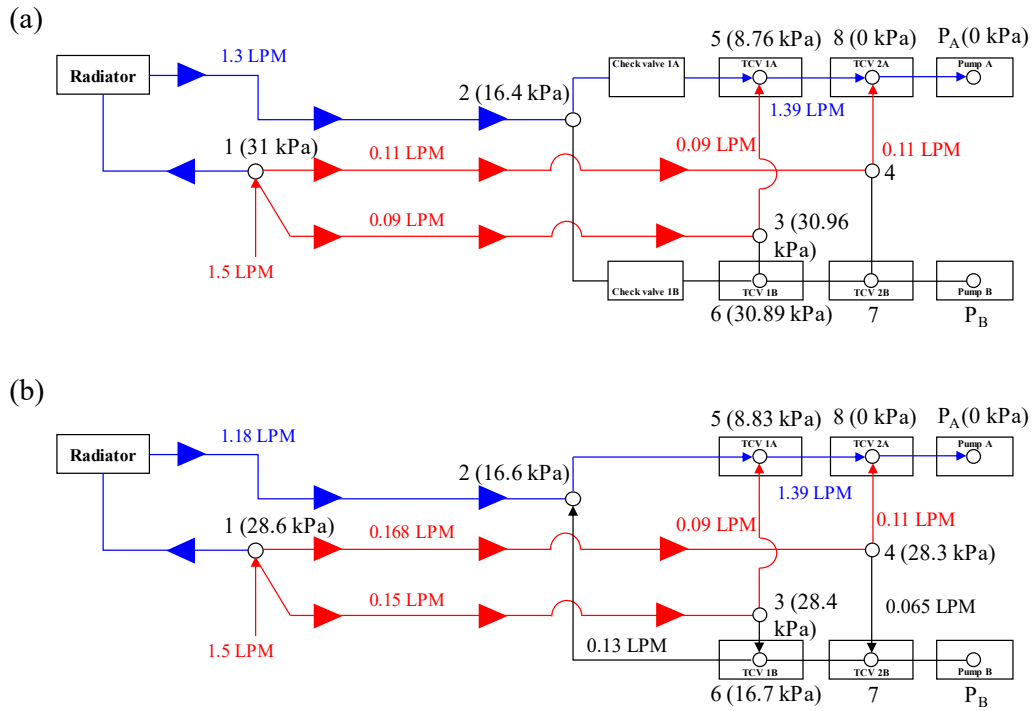 (a)
1.3 LPM
5 (8.76 kPa)
8 (0 kPa)
P_A(0 kPa)
Radiator
2 (16.4 kPa)
Check valve 1A
TCV 1A
TCV 2A
Pump A
1.39 LPM
1 (31 kPa)
0.11 LPM
0.09 LPM
0.11 LPM
4
0.09 LPM
3 (30.96
kPa)
1.5 LPM
Check valve 1B
TCV 1B
TCV 2B
Pump B
6 (30.89 kPa)
7
P_B
(b)
1.18 LPM
5 (8.83 kPa)
8 (0 kPa)
P_A(0 kPa)
Radiator
2 (16.6 kPa)
TCV 1A
TCV 2A
Pump A
1.39 LPM
1 (28.6 kPa)
0.168 LPM
0.09 LPM
0.11 LPM
4 (28.3 kPa)
0.15 LPM
3 (28.4
kPa)
0.065 LPM
1.5 LPM
0.13 LPM
TCV 1B
TCV 2B
Pump B
6 (16.7 kPa)
7
P_B